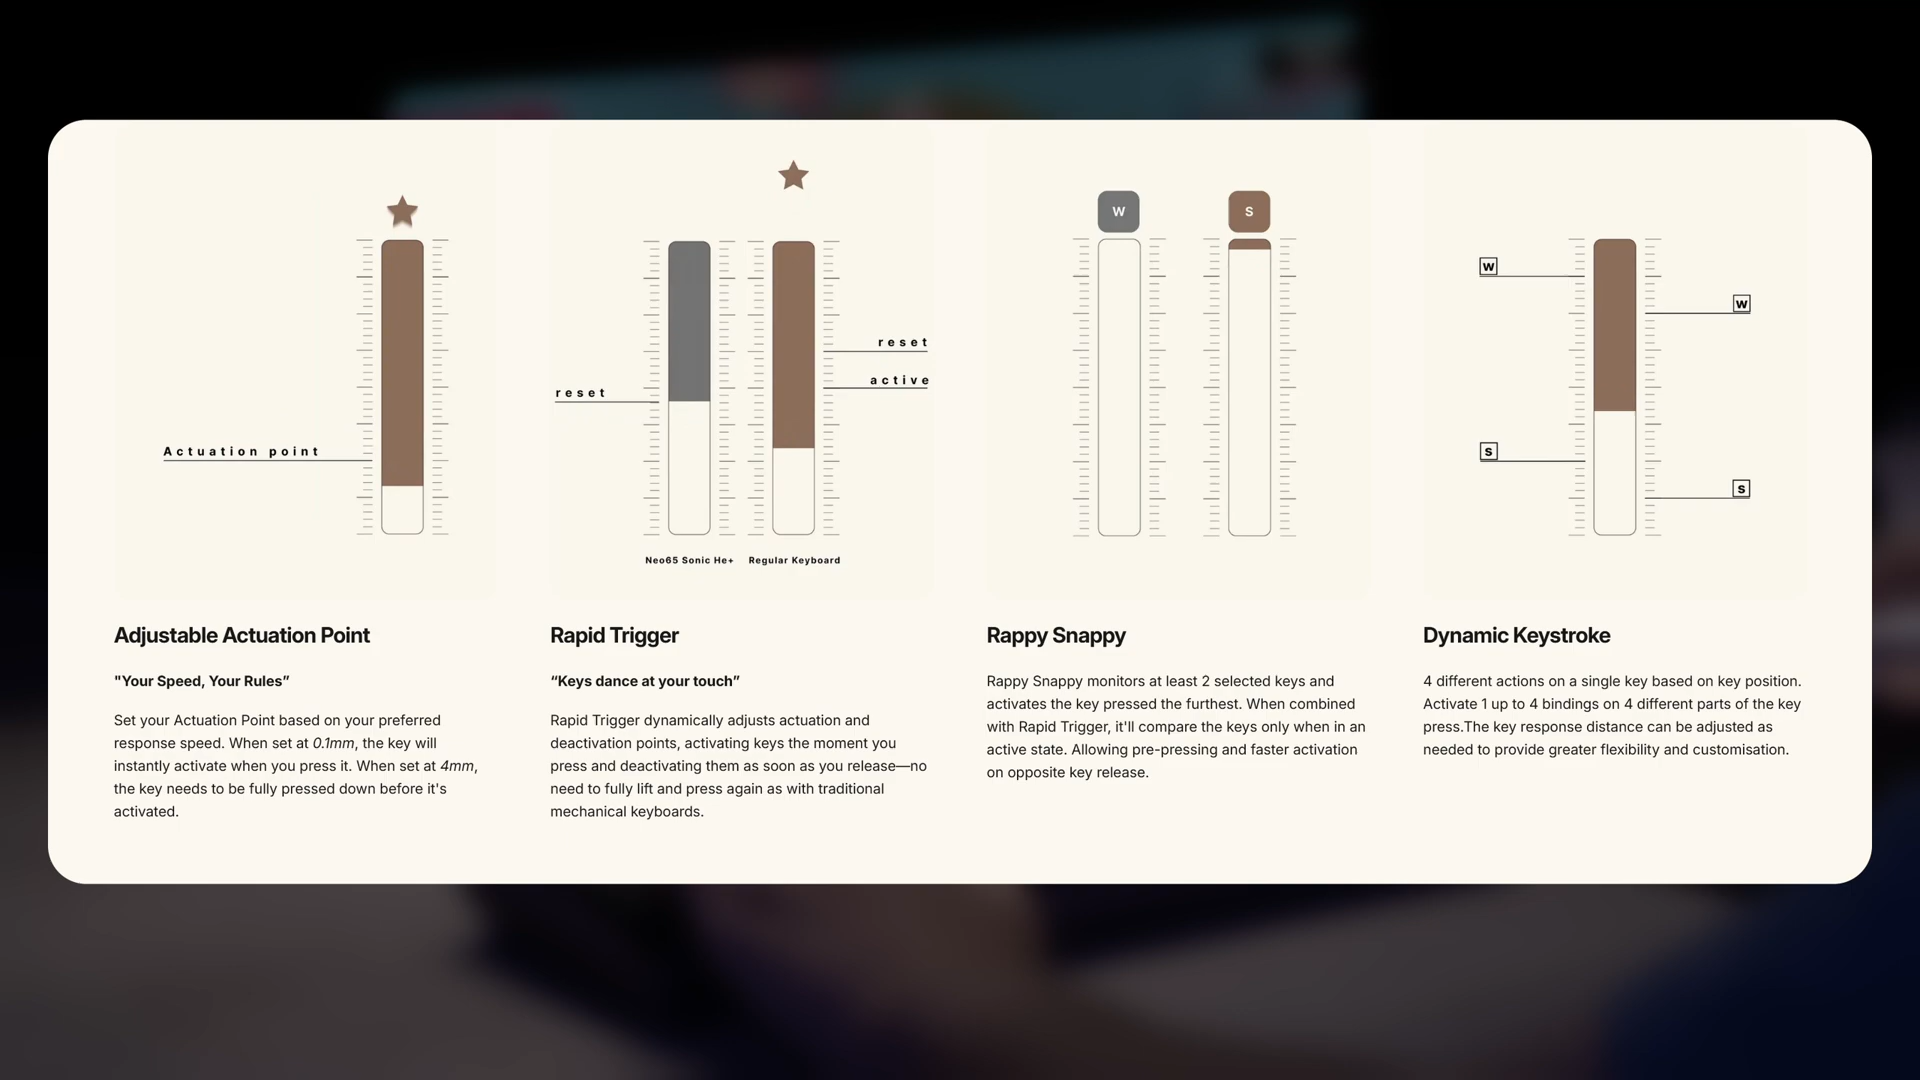 Actuation point
reset
reset
active
Neo65 Sonic He+
Regular Keyboard
W
S
W
W
S
S
Adjustable Actuation Point
"Your Speed, Your Rules”
Set your Actuation Point based on your preferred
response speed. When set at 0.1mm, the key will
instantly activate when you press it. When set at 4mm,
the key needs to be fully pressed down before it's
activated.
Rapid Trigger
“Keys dance at your touch”
Rapid Trigger dynamically adjusts actuation and
deactivation points, activating keys the moment you
press and deactivating them as soon as you release—no
need to fully lift and press again as with traditional
mechanical keyboards.
Rappy Snappy
Rappy Snappy monitors at least 2 selected keys and
activates the key pressed the furthest. When combined
with Rapid Trigger, it'll compare the keys only when in an
active state. Allowing pre-pressing and faster activation
on opposite key release.
Dynamic Keystroke
4 different actions on a single key based on key position.
Activate 1 up to 4 bindings on 4 different parts of the key
press.The key response distance can be adjusted as
needed to provide greater flexibility and customisation.